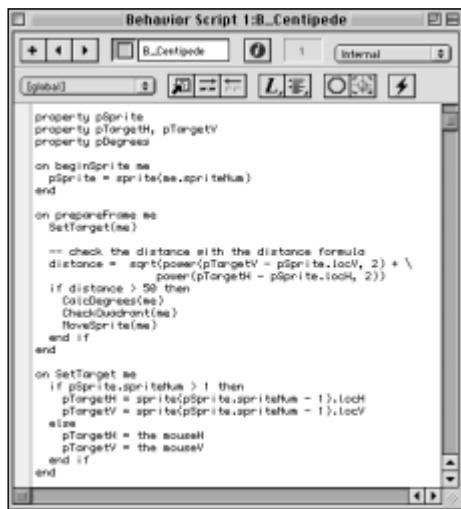 Behavior Script 1:B_Centipede
B_Centipede
1
Internal
[global]
property pSprite
property pTargetH, pTargetV
property pDegrees
on beginSprite me
pSprite = sprite(me.spriteNum)
end
on prepareFrame me
SetTarget(me)
-- check the distance with the distance formula
distance = sqrt(power(pTargetV - pSprite.locV, 2) + \
power(pTargetH - pSprite.locH, 2))
if distance > 50 then
CalcDegrees(me)
CheckQuadrant(me)
MoveSprite(me)
end if
end
on SetTarget me
if pSprite.spriteNum > 1 then
pTargetH = sprite(pSprite.spriteNum - 1).locH
pTargetV = sprite(pSprite.spriteNum - 1).locV
else
pTargetH = the mouseH
pTargetV = the mouseV
end if
end